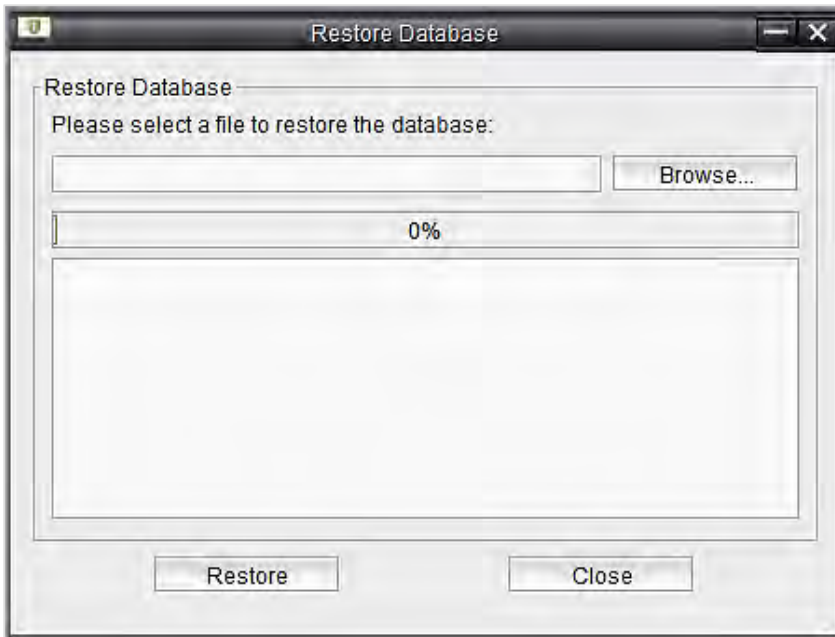 Restore Database
Restore Database
Please select a file to restore the database:
Browse...
0%
Restore
Close